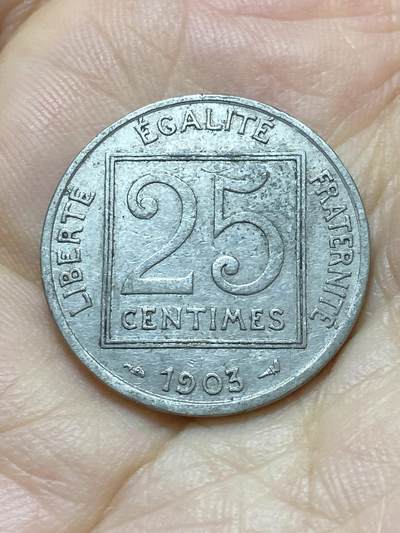 LIBERTÉ
ÉGALITÉ
FRATERNITÉ
25
CENTIMES
1903